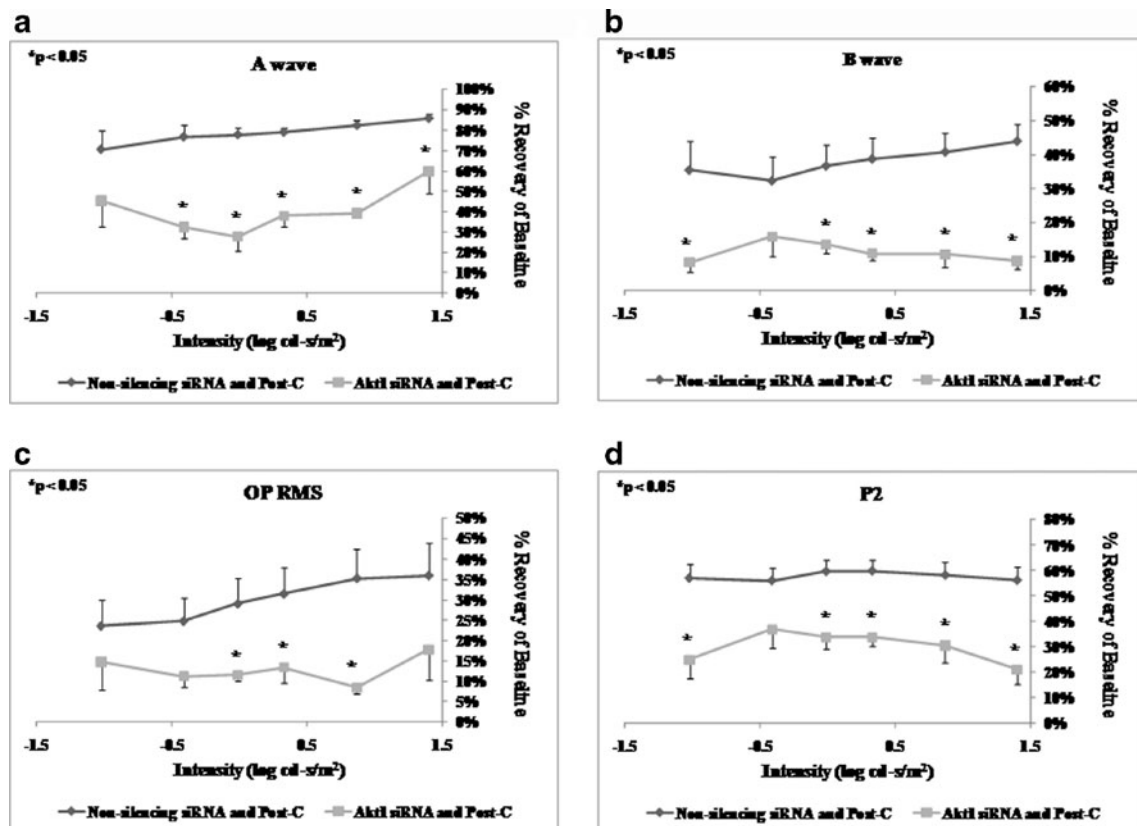 a
*p<0.05
A wave
100%
90%
80%
70%
60%
50%
40%
30%
20%
10%
0%
% Recovery of Baseline
* * * * *
-1.5 -0.5 0.5 1.5
Intensity (log cd-s/m²)
Non-silencing siRNA and Post-C Akt1 siRNA and Post-C
b
*p<0.05
B wave
60%
50%
40%
30%
20%
10%
0%
% Recovery of Baseline
* * * * *
-1.5 -0.5 0.5 1.5
Intensity (log cd-s/m²)
Non-silencing siRNA and Post-C Akt1 siRNA and Post-C
c
*p<0.05
OP RMS
50%
45%
40%
35%
30%
25%
20%
15%
10%
5%
0%
% Recovery of Baseline
* * *
-1.5 -0.5 0.5 1.5
Intensity (log cd-s/m²)
Non-silencing siRNA and Post-C Akt1 siRNA and Post-C
d
*p<0.05
P2
80%
70%
60%
50%
40%
30%
20%
10%
0%
% Recovery of Baseline
* * * * *
-1.5 -0.5 0.5 1.5
Intensity (log cd-s/m²)
Non-silencing siRNA and Post-C Akt1 siRNA and Post-C